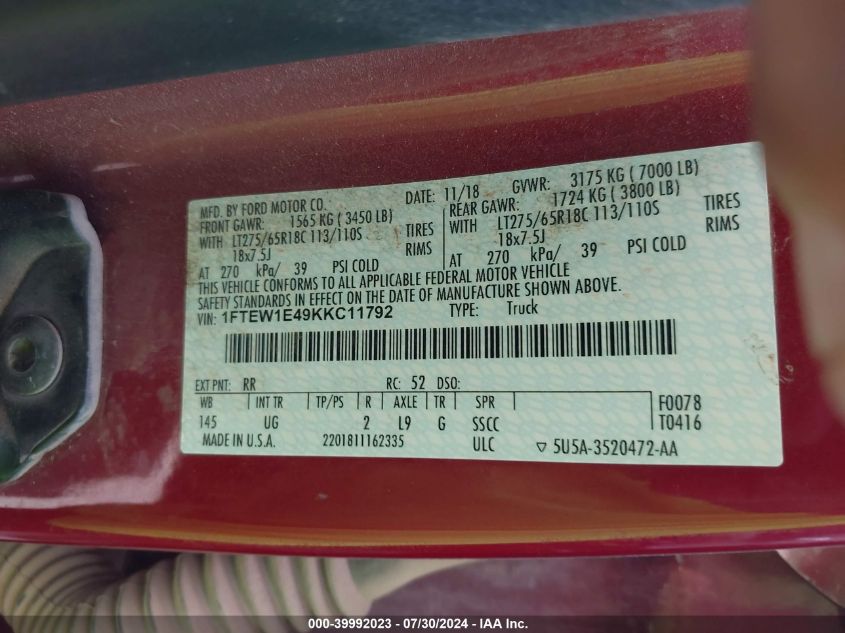 MFD. BY FORD MOTOR CO.
DATE: 11/18
GVWR: 3175 KG ( 7000 LB)
FRONT GAWR: 1565 KG ( 3450 LB)
REAR GAWR: 1724 KG ( 3800 LB)
WITH LT275/65R18C 113/110S TIRES
WITH LT275/65R18C 113/110S TIRES
18x7.5J RIMS
18x7.5J RIMS
AT 270 kPa/ 39 PSI COLD
AT 270 kPa/ 39 PSI COLD
THIS VEHICLE CONFORMS TO ALL APPLICABLE FEDERAL MOTOR VEHICLE
SAFETY STANDARDS IN EFFECT ON THE DATE OF MANUFACTURE SHOWN ABOVE.
VIN: 1FTEW1E49KKC11792 TYPE: Truck
EXT PNT: RR RC: 52 DSO:
WB INT TR TP/PS R AXLE TR SPR F0078
145 UG 2 L9 G SSCC T0416
MADE IN U.S.A. 2201811162335 ULC ▽ 5U5A-3520472-AA
000-39992023 - 07/30/2024 - IAA Inc.